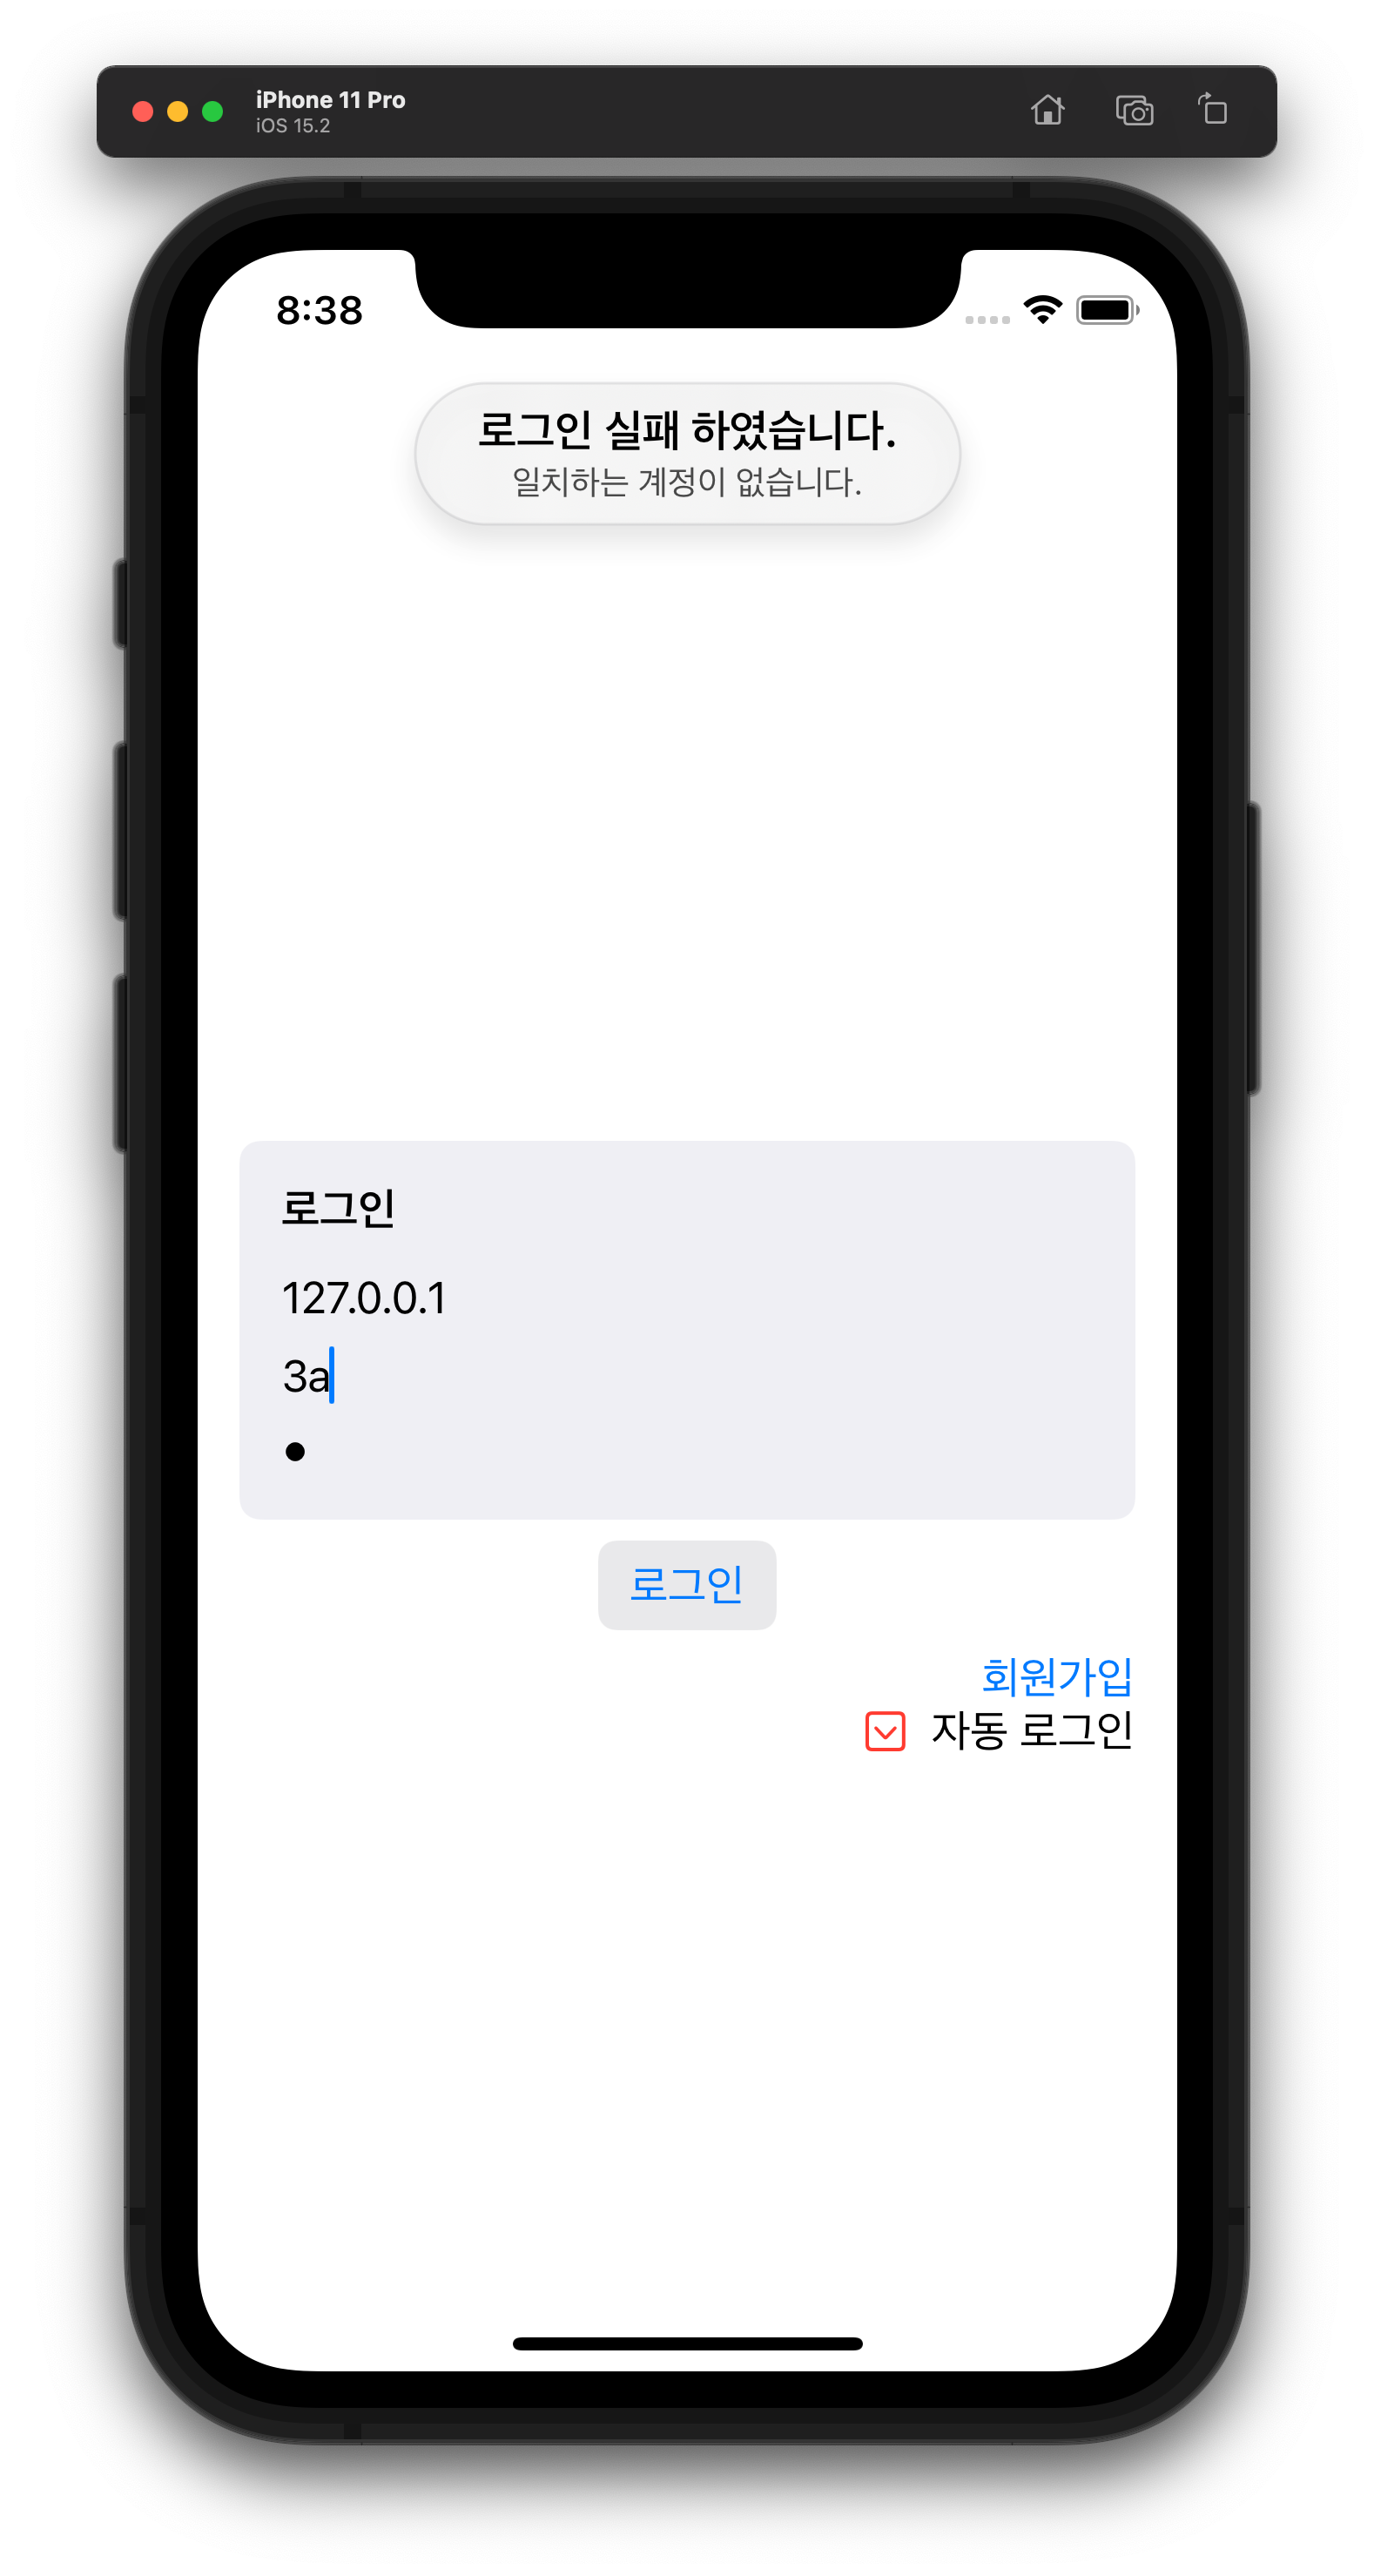 iPhone 11 Pro
iOS 15.2
8:38
로그인 실패 하였습니다.
일치하는 계정이 없습니다.
로그인
127.0.0.1
3a
•
로그인
회원가입
자동 로그인